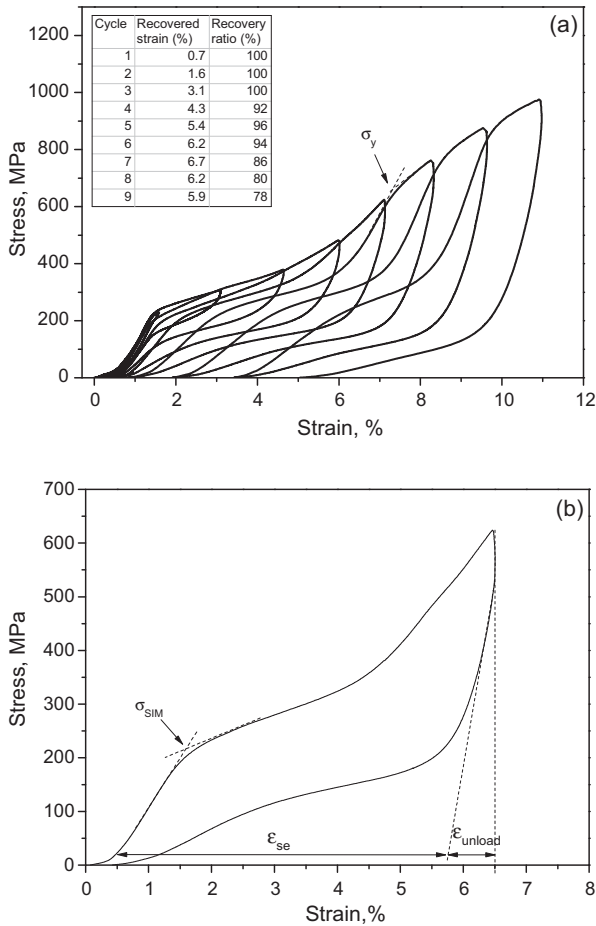 (a)
Cycle Recovered strain (%) Recovery ratio (%)
1 0.7 100
2 1.6 100
3 3.1 100
4 4.3 92
5 5.4 96
6 6.2 94
7 6.7 86
8 6.2 80
9 5.9 78
σy
Stress, MPa
1200
1000
800
600
400
200
0
0 2 4 6 8 10 12
Strain, %
(b)
σSIM
Stress, MPa
700
600
500
400
300
200
100
0
εse
εunload
0 1 2 3 4 5 6 7 8
Strain,%